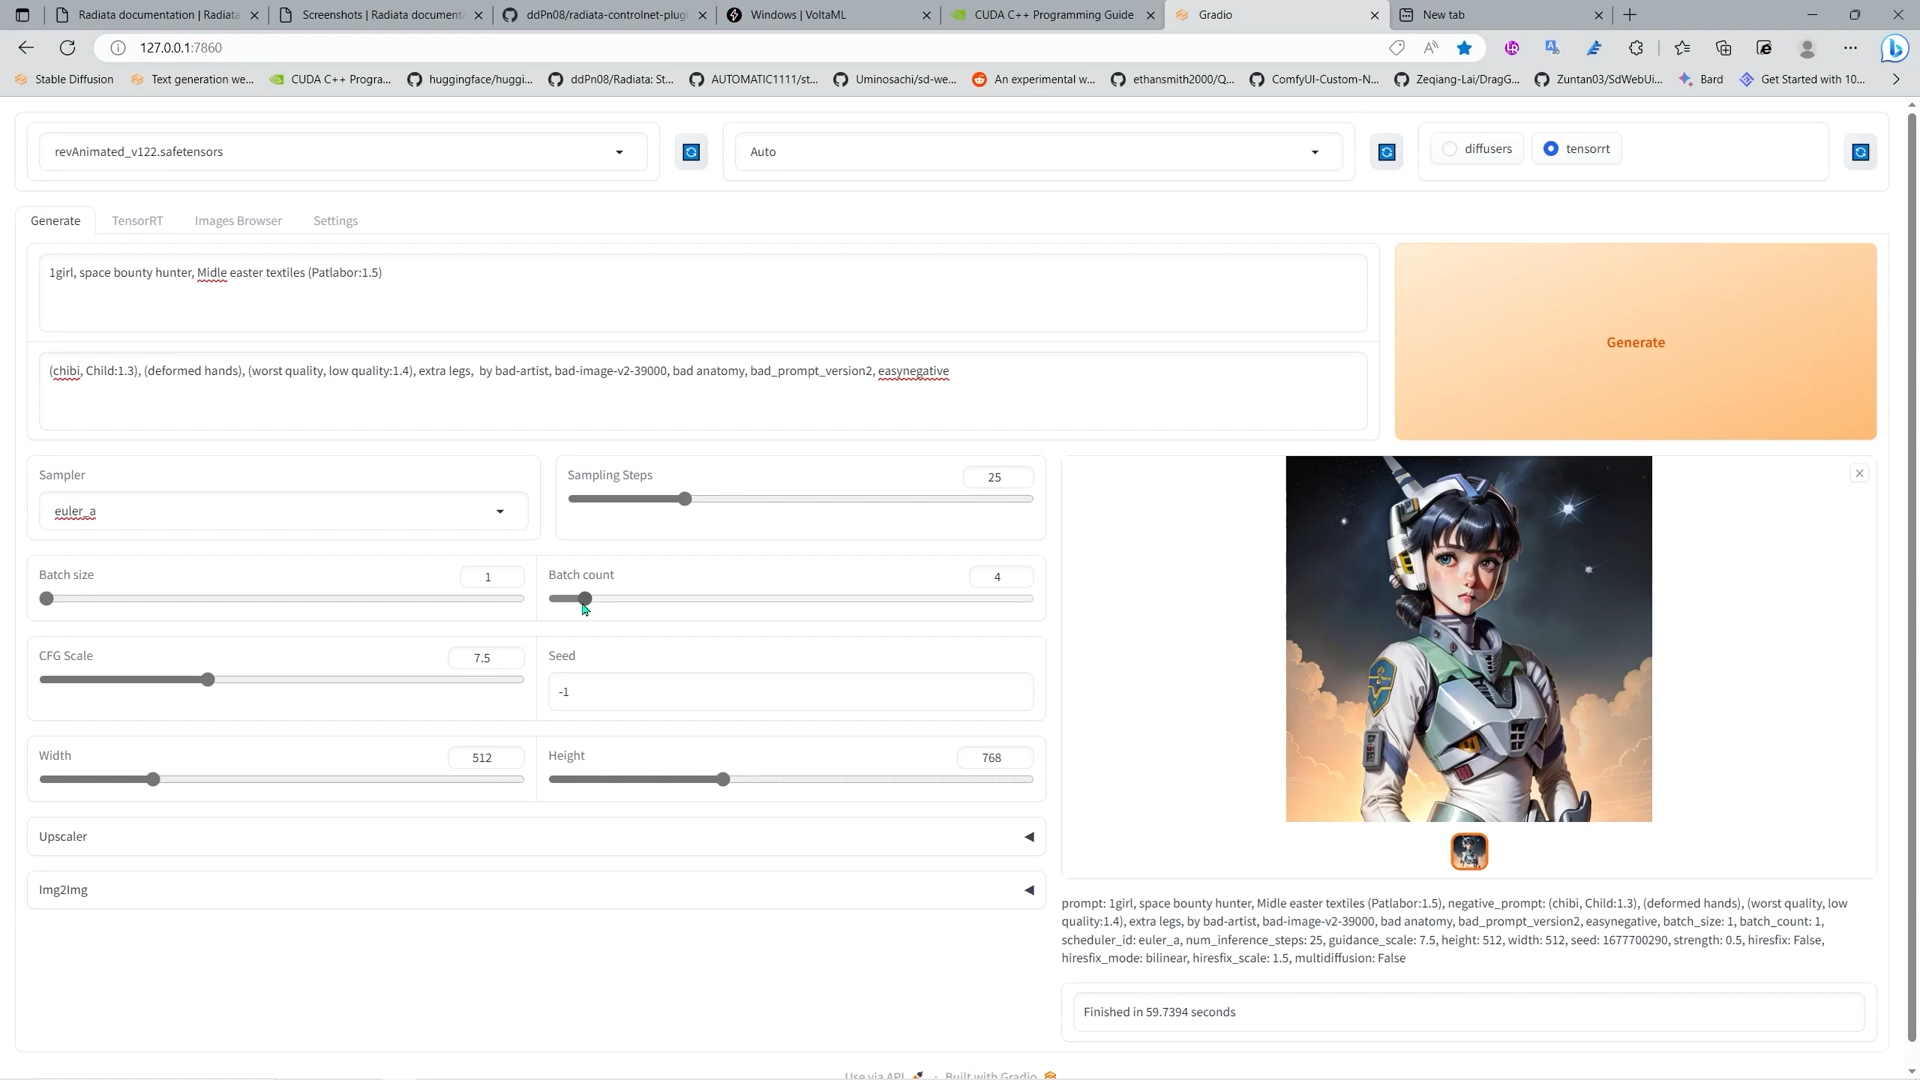 Radiata documentation | Radiata
Screenshots | Radiata documenta
ddPn08/radiata-controlnet-plugi
Windows | VoltaML
CUDA C++ Programming Guide
Gradio
New tab
127.0.0.1:7860
Stable Diffusion
Text generation we...
CUDA C++ Progra...
huggingface/huggi...
ddPn08/Radiata: St...
AUTOMATIC1111/st...
Uminosachi/sd-we...
An experimental w...
ethansmith2000/Q...
ComfyUI-Custom-N...
Zeqiang-Lai/DragG...
Zuntan03/SdWebUi...
Bard
Get Started with 10...
revAnimated_v122.safetensors
Auto
diffusers
tensorrt
Generate
TensorRT
Images Browser
Settings
1girl, space bounty hunter, Midle easter textiles (Patlabor:1.5)
Generate
(chibi, Child:1.3), (deformed hands), (worst quality, low quality:1.4), extra legs,  by bad-artist, bad-image-v2-39000, bad anatomy, bad_prompt_version2, easynegative
Sampler
euler_a
Sampling Steps
25
Batch size
1
Batch count
4
CFG Scale
7.5
Seed
-1
Width
512
Height
768
Upscaler
Img2Img
prompt: 1girl, space bounty hunter, Midle easter textiles (Patlabor:1.5), negative_prompt: (chibi, Child:1.3), (deformed hands), (worst quality, low
quality:1.4), extra legs, by bad-artist, bad-image-v2-39000, bad anatomy, bad_prompt_version2, easynegative, batch_size: 1, batch_count: 1,
scheduler_id: euler_a, num_inference_steps: 25, guidance_scale: 7.5, height: 512, width: 512, seed: 1677700290, strength: 0.5, hiresfix: False,
hiresfix_mode: bilinear, hiresfix_scale: 1.5, multidiffusion: False
Finished in 59.7394 seconds
Use via API
· Built with Gradio